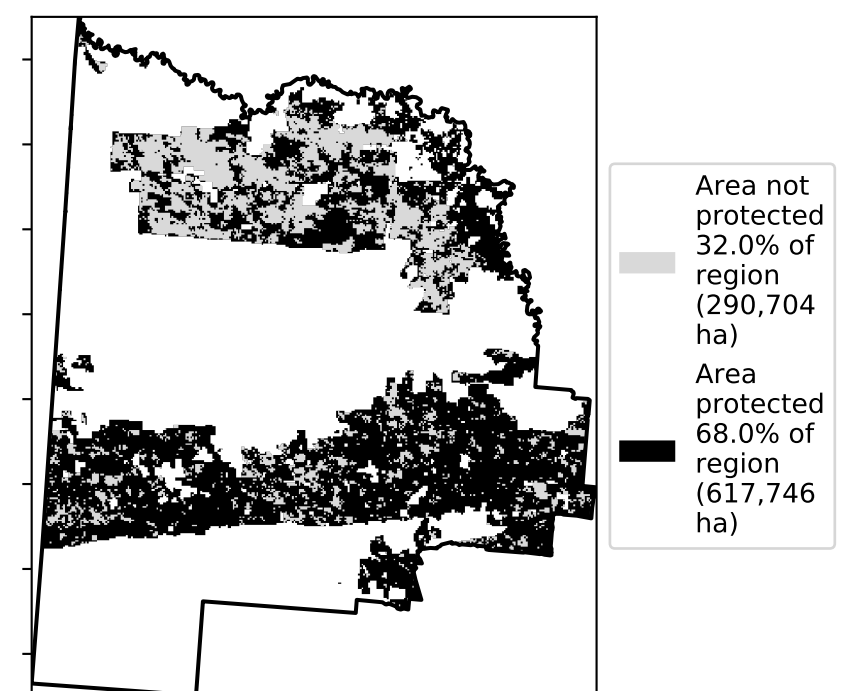 Area not
protected
32.0% of
region
(290,704
ha)
Area
protected
68.0% of
region
(617,746
ha)